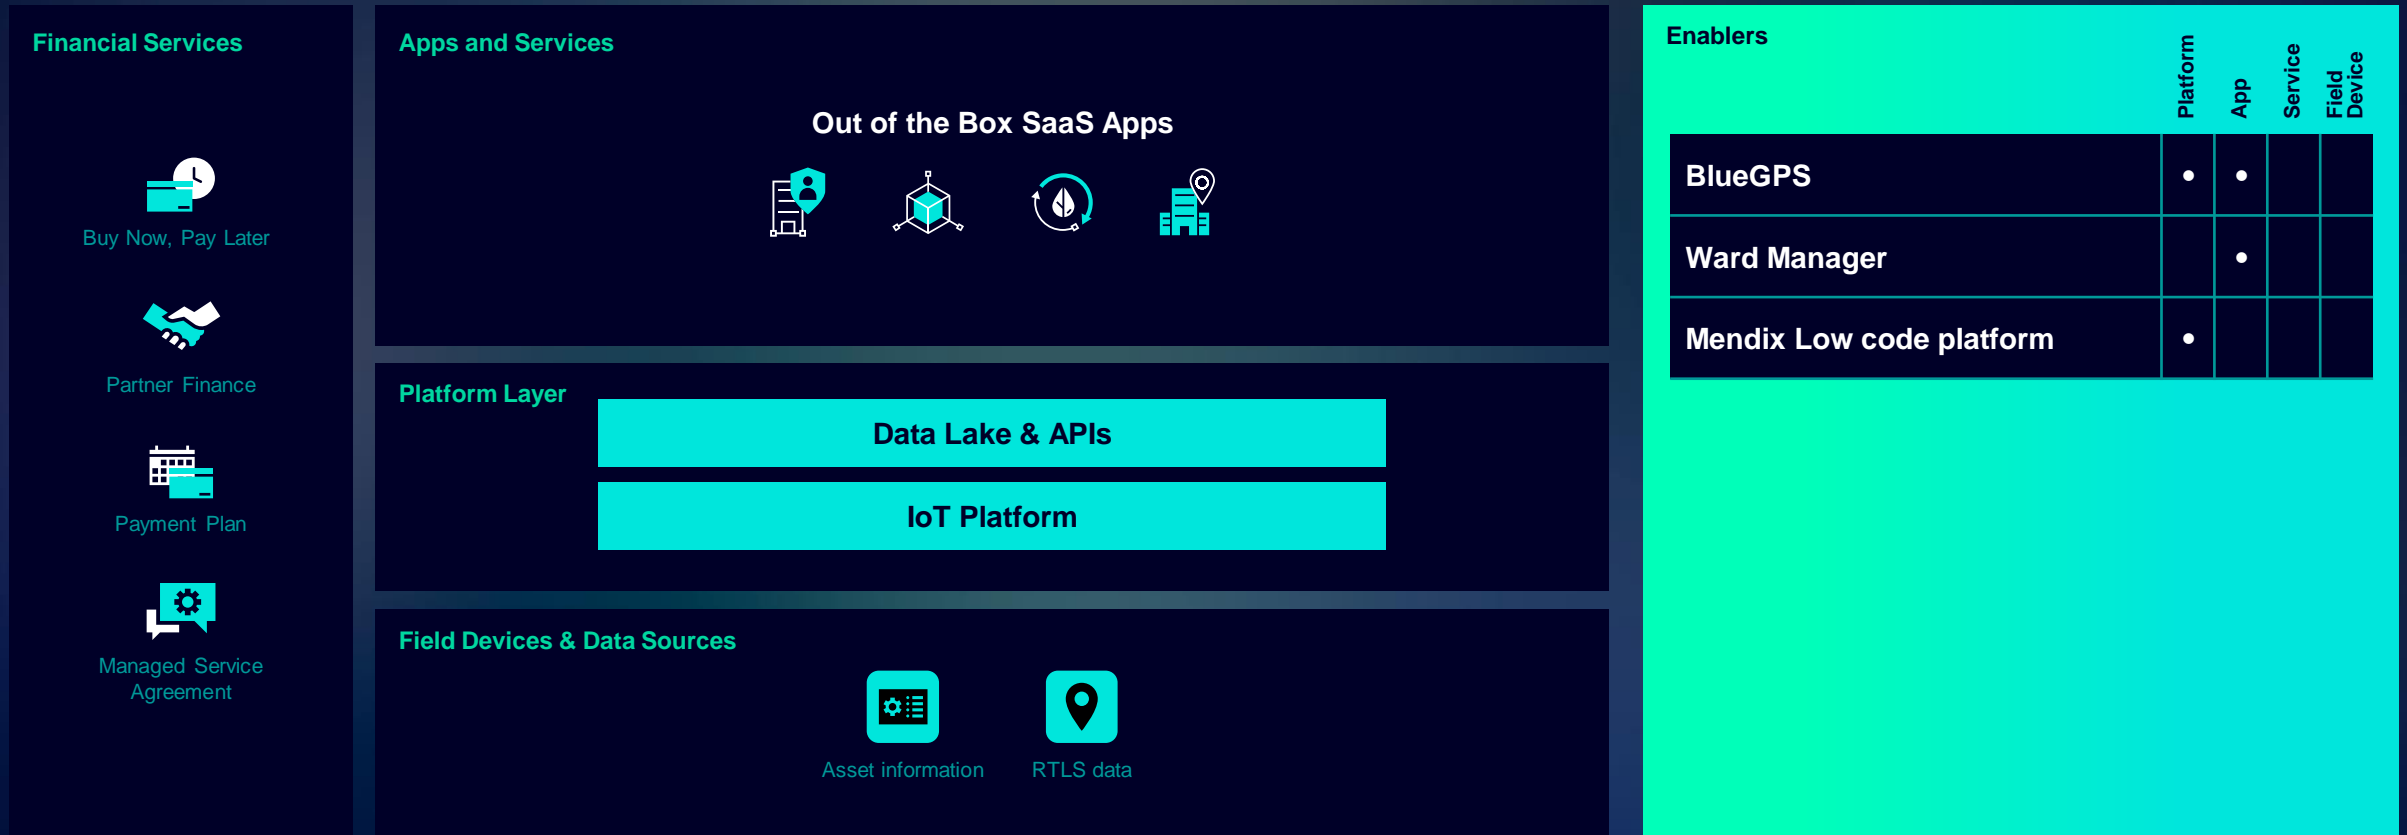 Financial Services
Buy Now, Pay Later
Partner Finance
Payment Plan
Managed Service
Agreement
Apps and Services
Out of the Box SaaS Apps
Platform Layer
Data Lake & APIs
IoT Platform
Field Devices & Data Sources
Asset information
RTLS data
Enablers
Platform
App
Service
Field
Device
BlueGPS • •
Ward Manager •
Mendix Low code platform •